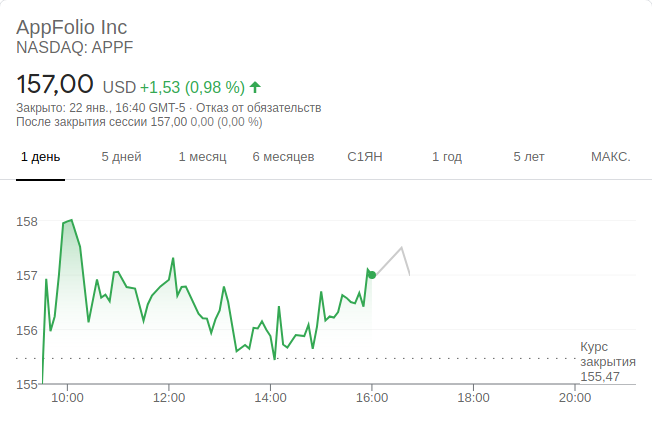 AppFolio Inc
NASDAQ: APPF
157,00 USD +1,53 (0,98 %)
Закрыто: 22 янв., 16:40 GMT-5 · Отказ от обязательств
После закрытия сессии 157,00 0,00 (0,00 %)
1 день 5 дней 1 месяц 6 месяцев С1ЯН 1 год 5 лет МАКС.
158
157
156
155
Курс
закрытия
155,47
10:00 12:00 14:00 16:00 18:00 20:00